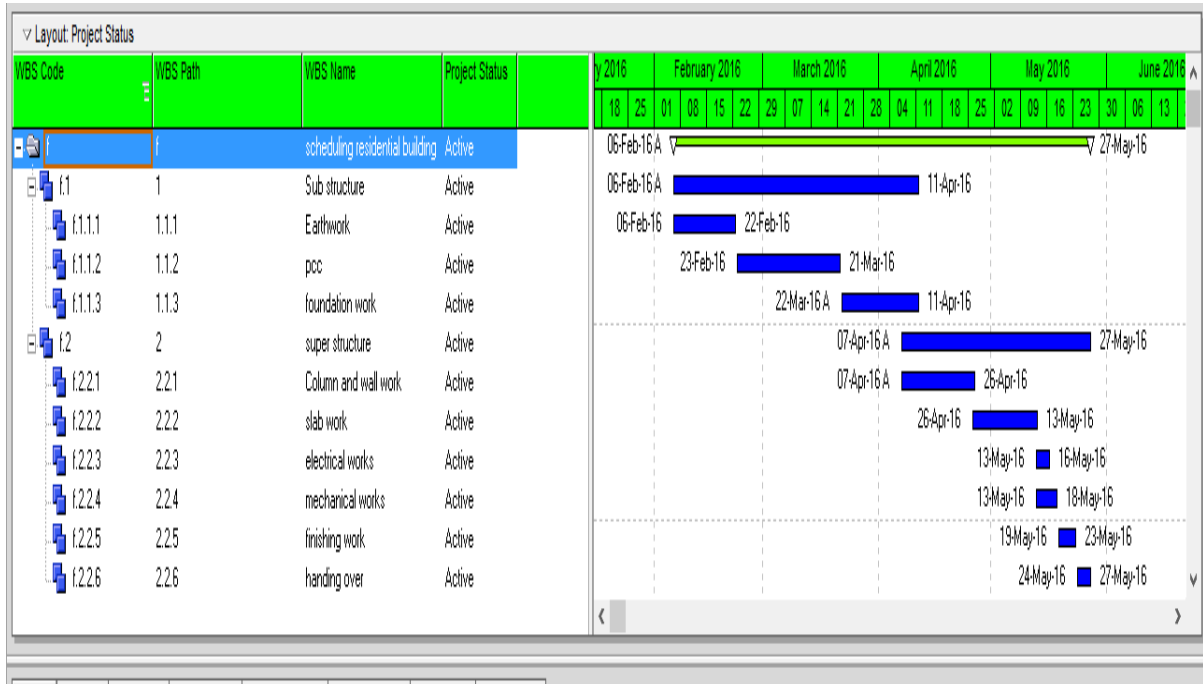 Layout: Project Status
WBS Code WBS Path WBS Name Project Status
y 2016 February 2016 March 2016 April 2016 May 2016 June 2016
18 25 01 08 15 22 29 07 14 21 28 04 11 18 25 02 09 16 23 30 06 13
f f scheduling residential building Active 06-Feb-16 A 27-May-16
f.1 1 Sub structure Active 06-Feb-16 A 11-Apr-16
f.1.1.1 1.1.1 Earthwork Active 06-Feb-16 22-Feb-16
f.1.1.2 1.1.2 pcc Active 23-Feb-16 21-Mar-16
f.1.1.3 1.1.3 foundation work Active 22-Mar-16 A 11-Apr-16
f.2 2 super structure Active 07-Apr-16 A 27-May-16
f.2.2.1 2.2.1 Column and wall work Active 07-Apr-16 A 26-Apr-16
f.2.2.2 2.2.2 slab work Active 26-Apr-16 13-May-16
f.2.2.3 2.2.3 electrical works Active 13-May-16 16-May-16
f.2.2.4 2.2.4 mechanical works Active 13-May-16 18-May-16
f.2.2.5 2.2.5 finishing work Active 19-May-16 23-May-16
f.2.2.6 2.2.6 handing over Active 24-May-16 27-May-16